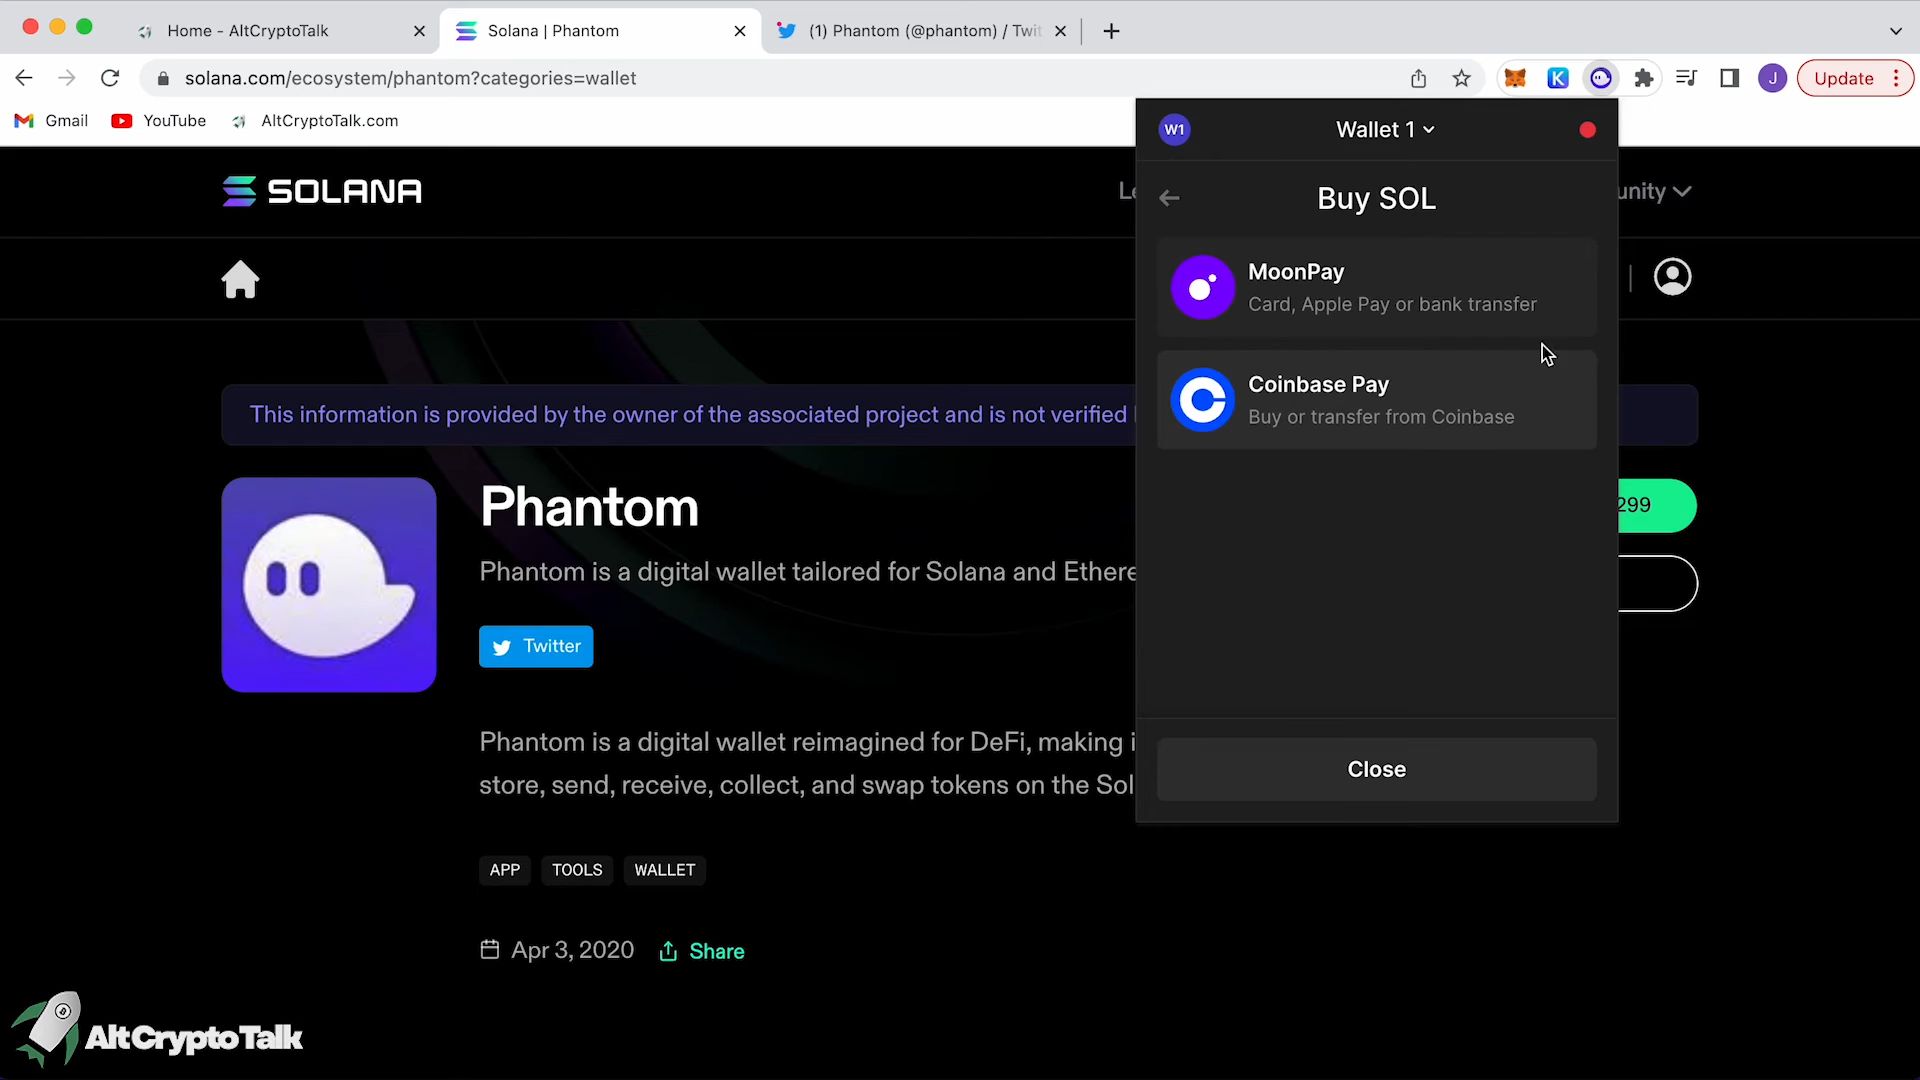 Home - AltCryptoTalk
Solana | Phantom
(1) Phantom (@phantom) / Twit
solana.com/ecosystem/phantom?categories=wallet
K
J
Update
Gmail
YouTube
AltCryptoTalk.com
W1
Wallet 1
SOLANA
Le
unity
Buy SOL
MoonPay
Card, Apple Pay or bank transfer
Coinbase Pay
Buy or transfer from Coinbase
This information is provided by the owner of the associated project and is not verified
Phantom
299
Phantom is a digital wallet tailored for Solana and Ethere
Twitter
Phantom is a digital wallet reimagined for DeFi, making i
store, send, receive, collect, and swap tokens on the Sol
Close
APP
TOOLS
WALLET
Apr 3, 2020
Share
AltCryptoTalk